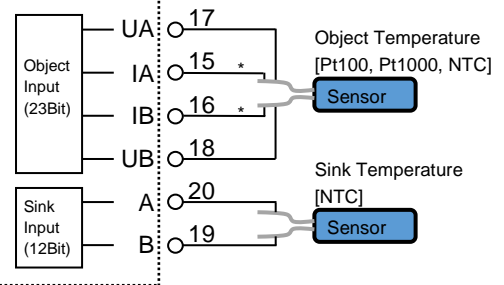 UA 17
Object Temperature
[Pt100, Pt1000, NTC]
Object
Input
(23Bit)
IA 15 *
Sensor
IB 16 *
UB 18
Sink Temperature
[NTC]
A 20
Sink
Input
(12Bit)
Sensor
B 19